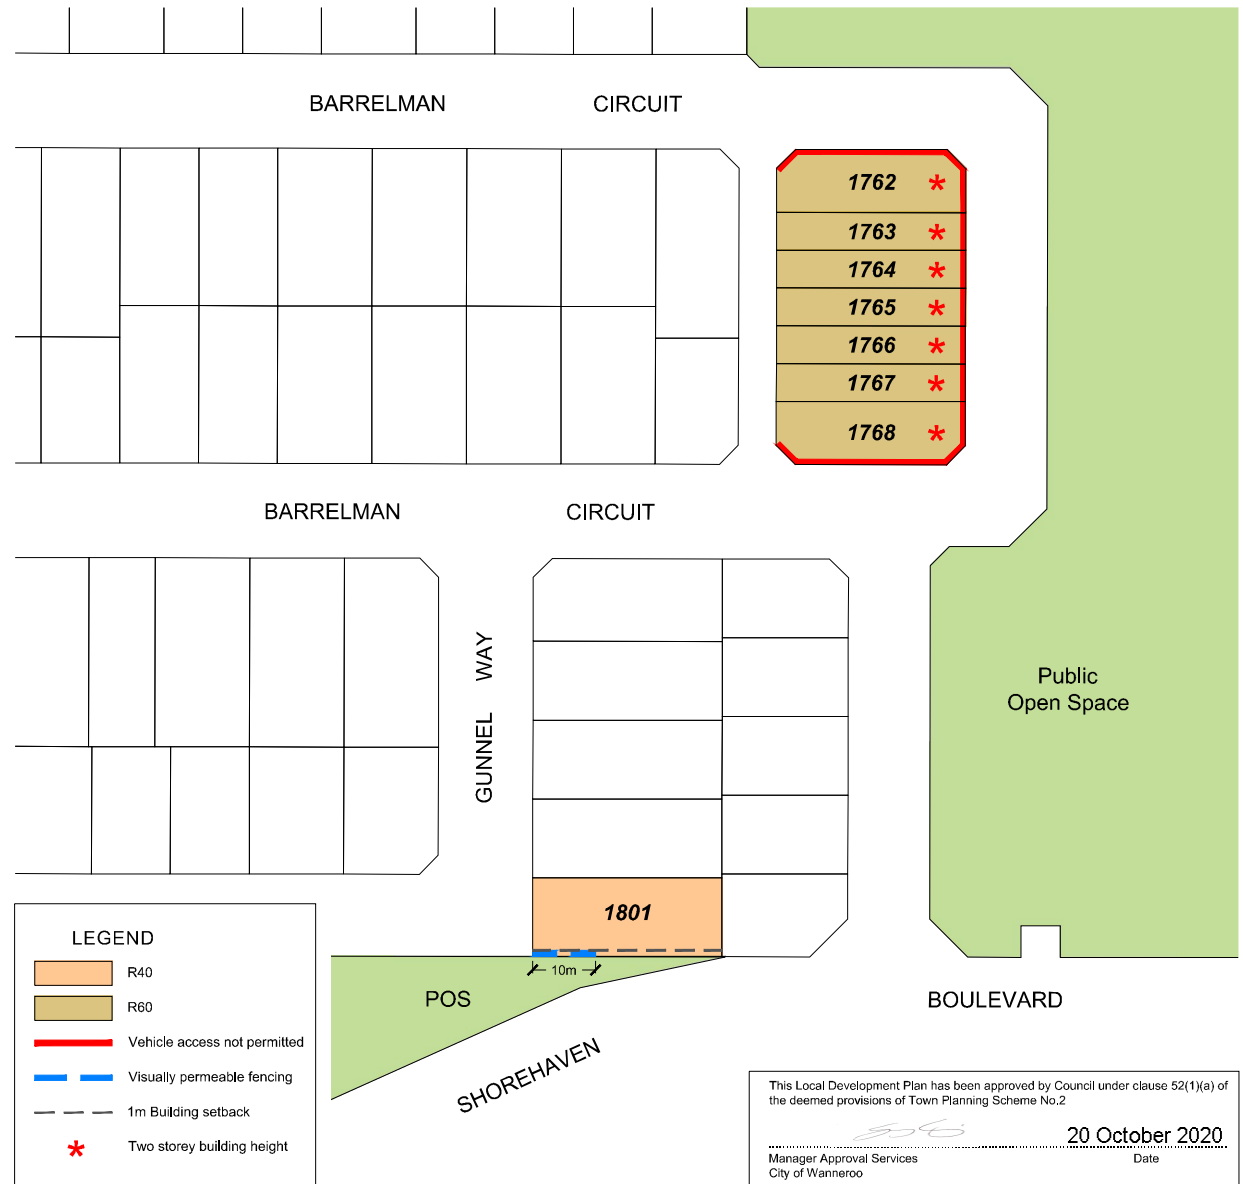 BARRELMAN CIRCUIT
1762 *
1763 *
1764 *
1765 *
1766 *
1767 *
1768 *
BARRELMAN CIRCUIT
GUNNEL WAY
Public
Open Space
1801
10m
POS
SHOREHAVEN
BOULEVARD
LEGEND
R40
R60
Vehicle access not permitted
Visually permeable fencing
1m Building setback
* Two storey building height
This Local Development Plan has been approved by Council under clause 52(1)(a) of
the deemed provisions of Town Planning Scheme No.2
20 October 2020
Manager Approval Services Date
City of Wanneroo